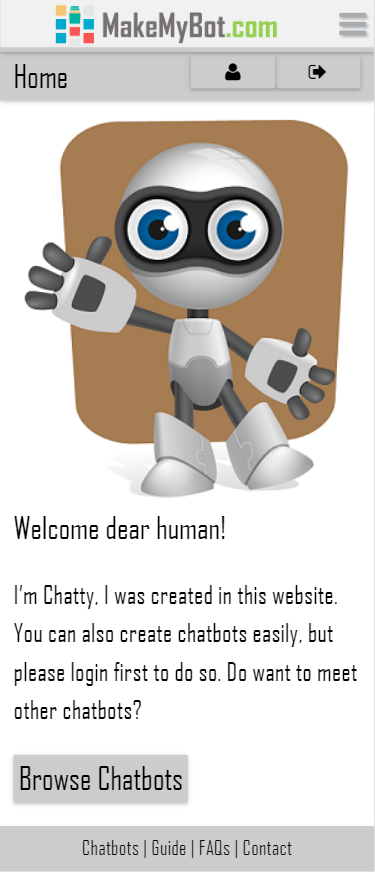 MakeMyBot.com
Home
Welcome dear human!
I'm Chatty, I was created in this website.
You can also create chatbots easily, but
please login first to do so. Do want to meet
other chatbots?
Browse Chatbots
Chatbots | Guide | FAQs | Contact